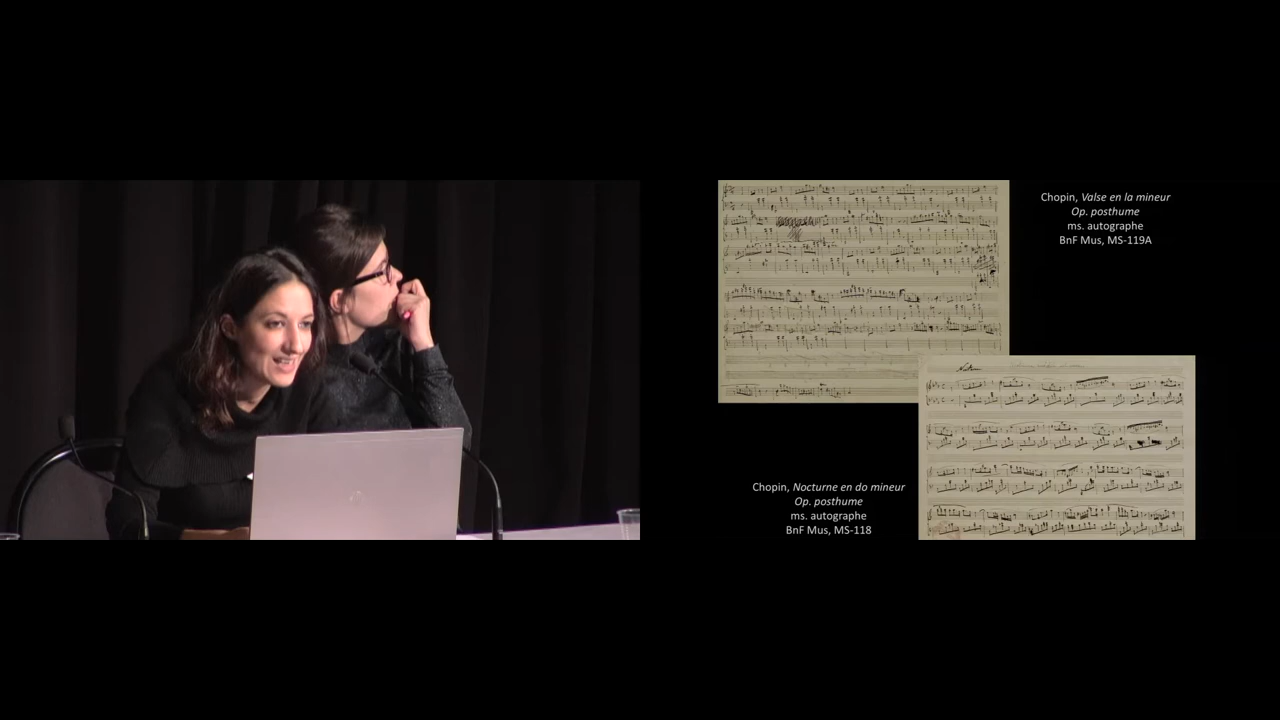 Chopin, Valse en la mineur
Op. posthume
ms. autographe
BnF Mus, MS-119A
Chopin, Nocturne en do mineur
Op. posthume
ms. autographe
BnF Mus, MS-118